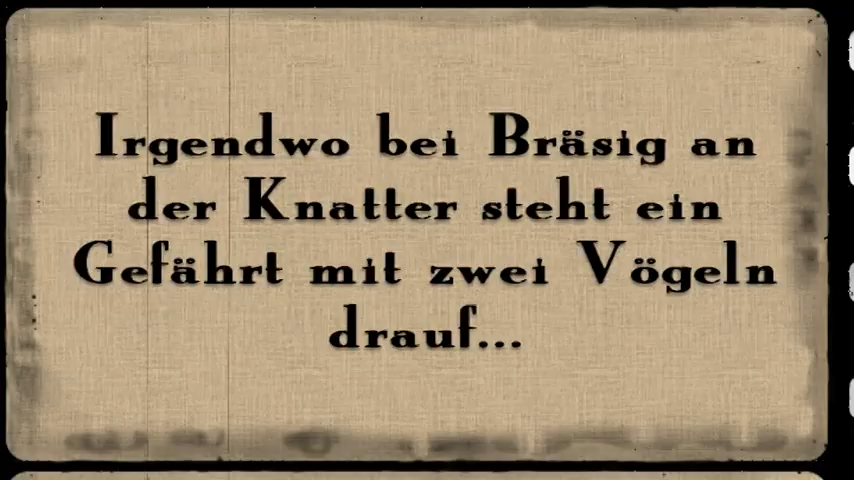 Irgendwo bei Bräsig an
der Knatter steht ein
Gefährt mit zwei Vögeln
drauf...